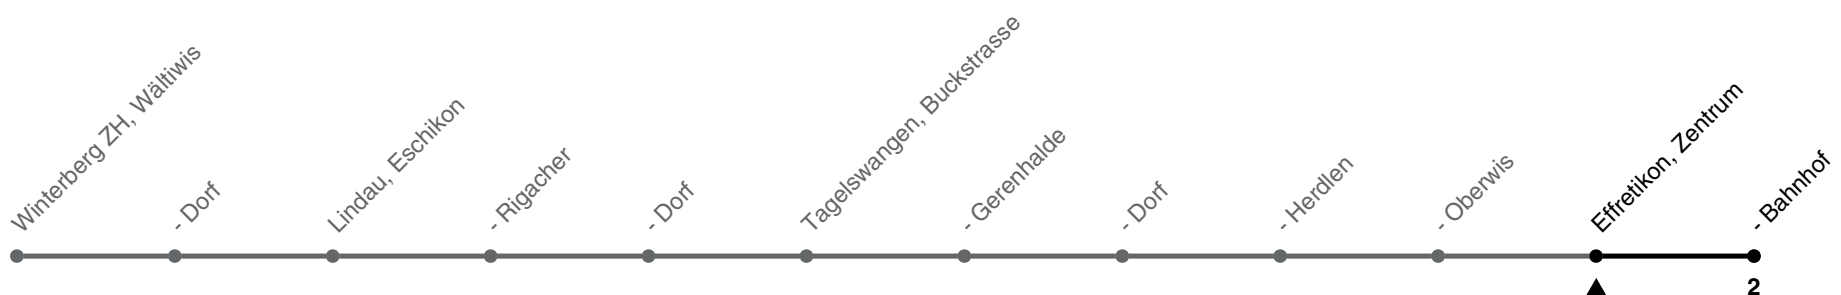 Winterberg ZH, Wältiwis
- Dorf
Lindau, Eschikon
- Rigacher
- Dorf
Tagelswangen, Buckstrasse
- Gerenhalde
- Dorf
- Herdlen
- Oberwis
Effretikon, Zentrum
- Bahnhof
2